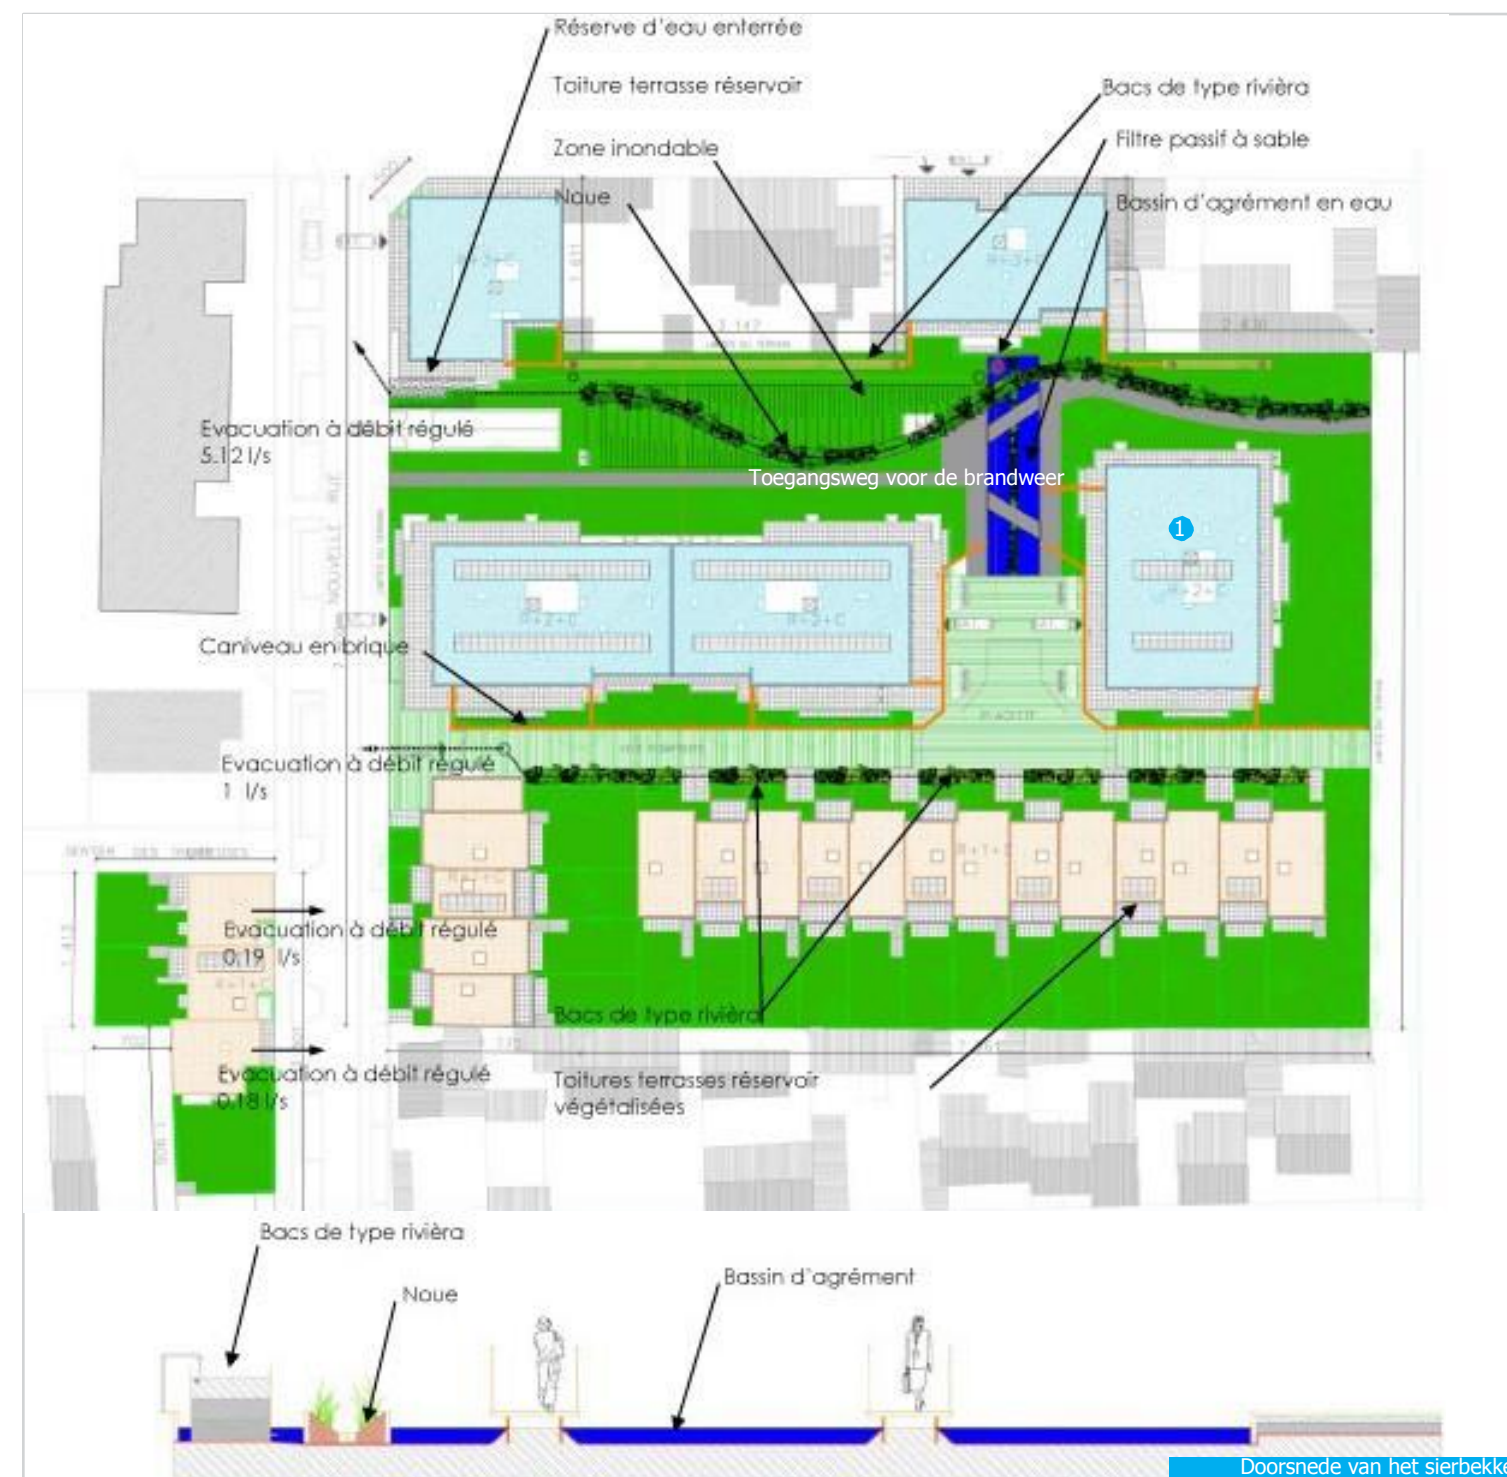 Réserve d'eau enterrée
Toiture terrasse réservoir
Bacs de type rivièra
Zone inondable
Filtre passif à sable
Noue
Bassin d'agrément en eau
Evacuation à débit régulé
5.12 l/s
Toegangsweg voor de brandweer
1
R+2+C
Caniveau en brique
Evacuation à débit régulé
1 l/s
Evacuation à débit régulé
0.19 l/s
R+1+C
Bacs de type rivièra
Evacuation à débit régulé
0.18 l/s
Toitures terrasses réservoir
végétalisées
Bacs de type rivièra
Noue
Bassin d'agrément
Doorsnede van het sierbekke